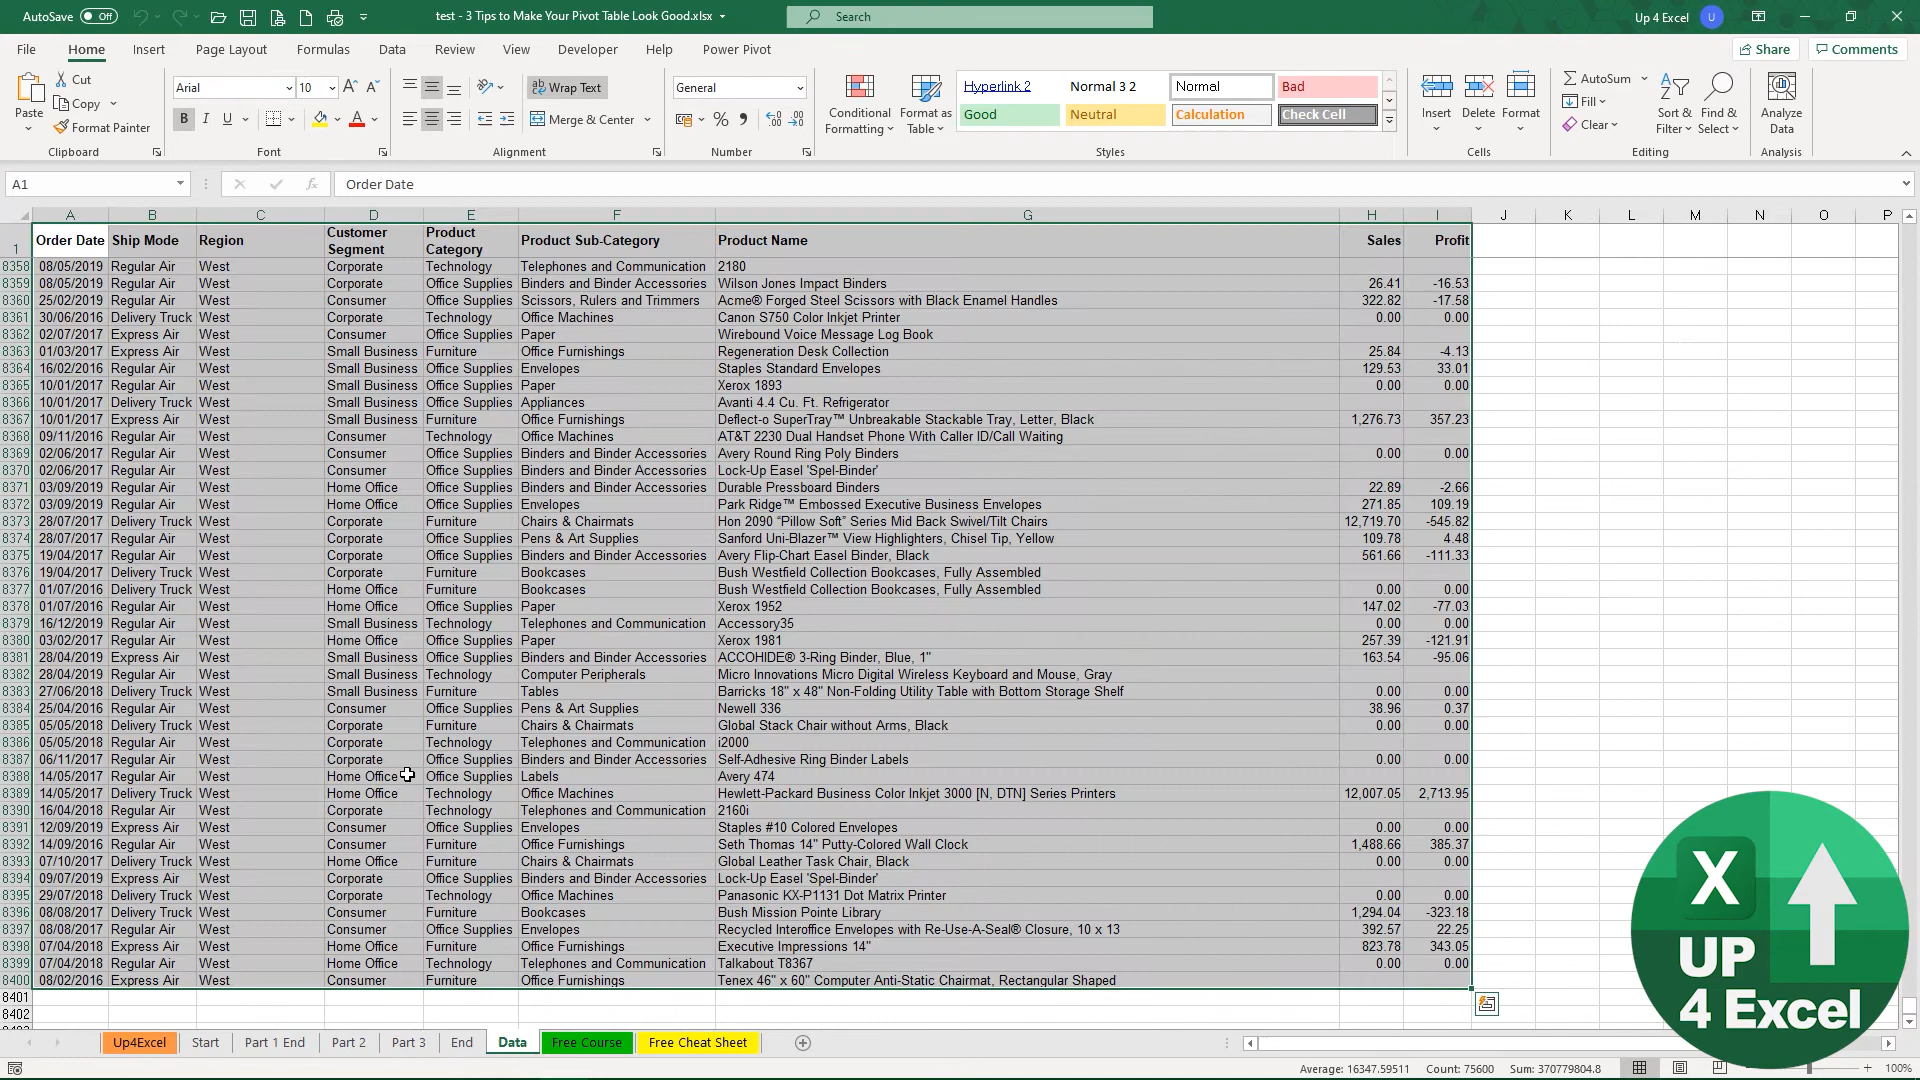 AutoSave Off test - 3 Tips to Make Your Pivot Table Look Good.xlsx Search Up 4 Excel U
File Home Insert Page Layout Formulas Data Review View Developer Help Power Pivot Share Comments
Paste Cut Copy Format Painter Clipboard
Arial 10 A A B I U A Font
ab Wrap Text Merge & Center Alignment
General % 9 Number
Conditional Formatting Format as Table
Hyperlink 2 Normal 3 2 Normal Bad
Good Neutral Calculation Check Cell
Styles
Insert Delete Format Cells
AutoSum Fill Clear Sort & Filter Find & Select Editing
Analyze Data Analysis
A1 fx Order Date
A B C D E F G H I J K L M N O P
1 Order Date Ship Mode Region Customer Segment Product Category Product Sub-Category Product Name Sales Profit
8358 08/05/2019 Regular Air West Corporate Technology Telephones and Communication 2180
8359 08/05/2019 Regular Air West Corporate Office Supplies Binders and Binder Accessories Wilson Jones Impact Binders 26.41 -16.53
8360 25/02/2019 Regular Air West Consumer Office Supplies Scissors, Rulers and Trimmers Acme® Forged Steel Scissors with Black Enamel Handles 322.82 -17.58
8361 30/06/2016 Delivery Truck West Corporate Technology Office Machines Canon S750 Color Inkjet Printer 0.00 0.00
8362 02/07/2017 Express Air West Consumer Office Supplies Paper Wirebound Voice Message Log Book
8363 01/03/2017 Express Air West Small Business Furniture Office Furnishings Regeneration Desk Collection 25.84 -4.13
8364 16/02/2016 Regular Air West Small Business Office Supplies Envelopes Staples Standard Envelopes 129.53 33.01
8365 10/01/2017 Regular Air West Small Business Office Supplies Paper Xerox 1893 0.00 0.00
8366 10/01/2017 Delivery Truck West Small Business Office Supplies Appliances Avanti 4.4 Cu. Ft. Refrigerator
8367 10/01/2017 Express Air West Small Business Furniture Office Furnishings Deflect-o SuperTray™ Unbreakable Stackable Tray, Letter, Black 1,276.73 357.23
8368 09/11/2016 Regular Air West Consumer Technology Office Machines AT&T 2230 Dual Handset Phone With Caller ID/Call Waiting
8369 02/06/2017 Regular Air West Consumer Office Supplies Binders and Binder Accessories Avery Round Ring Poly Binders 0.00 0.00
8370 02/06/2017 Regular Air West Consumer Office Supplies Binders and Binder Accessories Lock-Up Easel 'Spel-Binder'
8371 03/09/2019 Regular Air West Home Office Office Supplies Binders and Binder Accessories Durable Pressboard Binders 22.89 -2.66
8372 03/09/2019 Regular Air West Home Office Office Supplies Envelopes Park Ridge™ Embossed Executive Business Envelopes 271.85 109.19
8373 28/07/2017 Delivery Truck West Corporate Furniture Chairs & Chairmats Hon 2090 “Pillow Soft” Series Mid Back Swivel/Tilt Chairs 12,719.70 -545.82
8374 28/07/2017 Regular Air West Corporate Office Supplies Pens & Art Supplies Sanford Uni-Blazer™ View Highlighters, Chisel Tip, Yellow 109.78 4.48
8375 19/04/2017 Regular Air West Corporate Office Supplies Binders and Binder Accessories Avery Flip-Chart Easel Binder, Black 561.66 -111.33
8376 19/04/2017 Delivery Truck West Corporate Furniture Bookcases Bush Westfield Collection Bookcases, Fully Assembled
8377 01/07/2016 Delivery Truck West Home Office Furniture Bookcases Bush Westfield Collection Bookcases, Fully Assembled 0.00 0.00
8378 01/07/2016 Regular Air West Home Office Office Supplies Paper Xerox 1952 147.02 -77.03
8379 16/12/2019 Regular Air West Small Business Technology Telephones and Communication Accessory35 0.00 0.00
8380 03/02/2017 Regular Air West Home Office Office Supplies Paper Xerox 1981 257.39 -121.91
8381 28/04/2019 Express Air West Small Business Office Supplies Binders and Binder Accessories ACCOHIDE® 3-Ring Binder, Blue, 1" 163.54 -95.06
8382 28/04/2019 Regular Air West Small Business Technology Computer Peripherals Micro Innovations Micro Digital Wireless Keyboard and Mouse, Gray
8383 27/06/2018 Delivery Truck West Small Business Furniture Tables Barricks 18" x 48" Non-Folding Utility Table with Bottom Storage Shelf 0.00 0.00
8384 25/04/2016 Regular Air West Consumer Office Supplies Pens & Art Supplies Newell 336 38.96 0.37
8385 05/05/2018 Delivery Truck West Corporate Furniture Chairs & Chairmats Global Stack Chair without Arms, Black 0.00 0.00
8386 05/05/2018 Regular Air West Corporate Technology Telephones and Communication i2000
8387 06/11/2017 Regular Air West Corporate Office Supplies Binders and Binder Accessories Self-Adhesive Ring Binder Labels 0.00 0.00
8388 14/05/2017 Regular Air West Home Office Office Supplies Labels Avery 474
8389 14/05/2017 Delivery Truck West Home Office Technology Office Machines Hewlett-Packard Business Color Inkjet 3000 [N, DTN] Series Printers 12,007.05 2,713.95
8390 16/04/2018 Regular Air West Corporate Technology Telephones and Communication 2160i
8391 12/09/2019 Express Air West Consumer Office Supplies Envelopes Staples #10 Colored Envelopes 0.00 0.00
8392 14/09/2016 Regular Air West Consumer Furniture Office Furnishings Seth Thomas 14" Putty-Colored Wall Clock 1,488.66 385.37
8393 07/10/2017 Delivery Truck West Home Office Furniture Chairs & Chairmats Global Leather Task Chair, Black 0.00 0.00
8394 09/07/2017 Express Air West Consumer Office Supplies Binders and Binder Accessories Lock-Up Easel 'Spel-Binder'
8395 29/07/2018 Delivery Truck West Corporate Technology Office Machines Panasonic KX-P1131 Dot Matrix Printer 0.00 0.00
8396 08/08/2017 Delivery Truck West Consumer Furniture Bookcases Bush Mission Pointe Library 1,294.04 -323.18
8397 08/08/2017 Regular Air West Consumer Office Supplies Envelopes Recycled Interoffice Envelopes with Re-Use-A-Seal® Closure, 10 x 13 392.57 22.25
8398 07/04/2018 Express Air West Home Office Furniture Office Furnishings Executive Impressions 14" 823.78 343.05
8399 07/04/2018 Regular Air West Home Office Technology Telephones and Communication Talkabout T8367 0.00 0.00
8400 08/02/2016 Express Air West Consumer Furniture Office Furnishings Tenex 46" x 60" Computer Anti-Static Chairmat, Rectangular Shaped
8401
8402
X
UP
4 Excel
Up4Excel Start Part 1 End Part 2 Part 3 End Data Free Course Free Cheat Sheet
Average: 16347.59511 Count: 75600 Sum: 370779804.8 100%